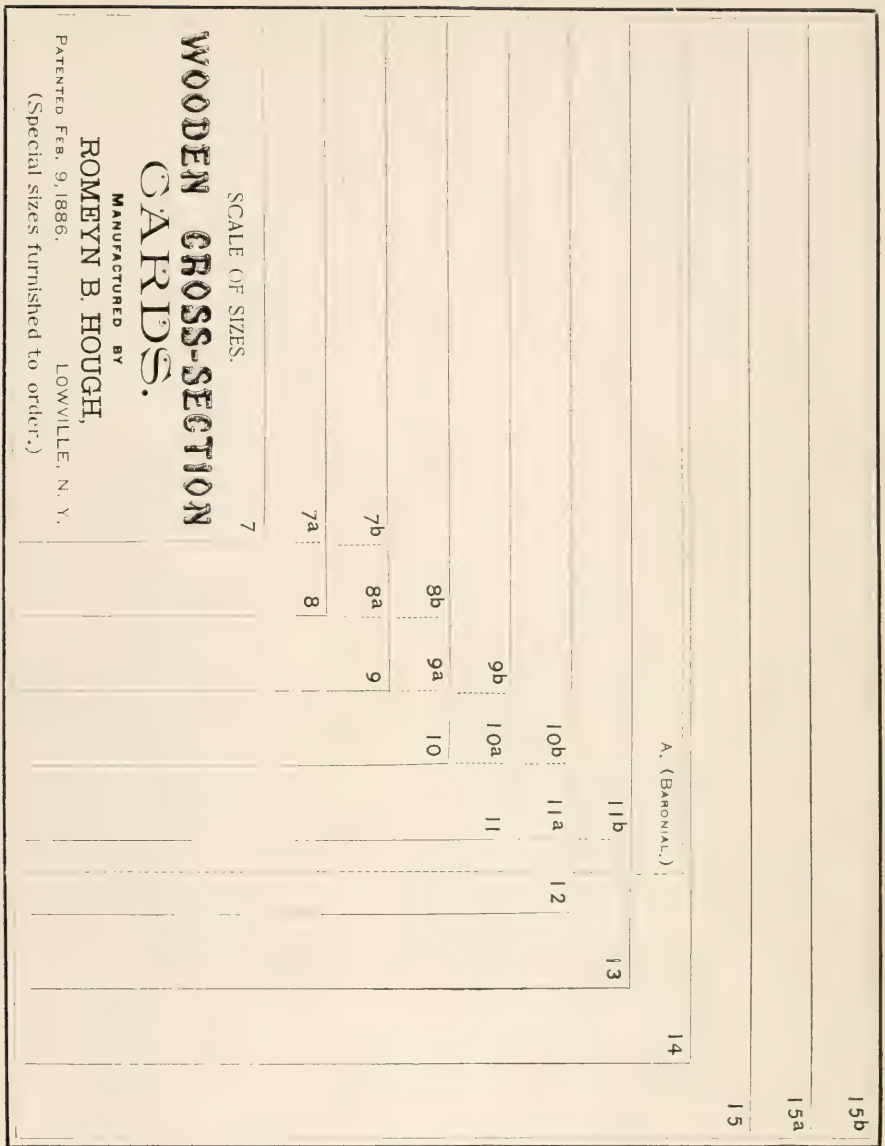 SCALE OF SIZES.
WOODEN CROSS-SECTION
CARDS.
MANUFACTURED BY
ROMEYN B. HOUGH,
PATENTED FEB. 9, 1886. LOWVILLE, N. Y.
(Special sizes furnished to order.)
7
7a
7b
8
8a
8b
9
9a
9b
10
10a
10b
11
11a
11b
A. (BARONIAL.)
12
13
14
15
15a
15b